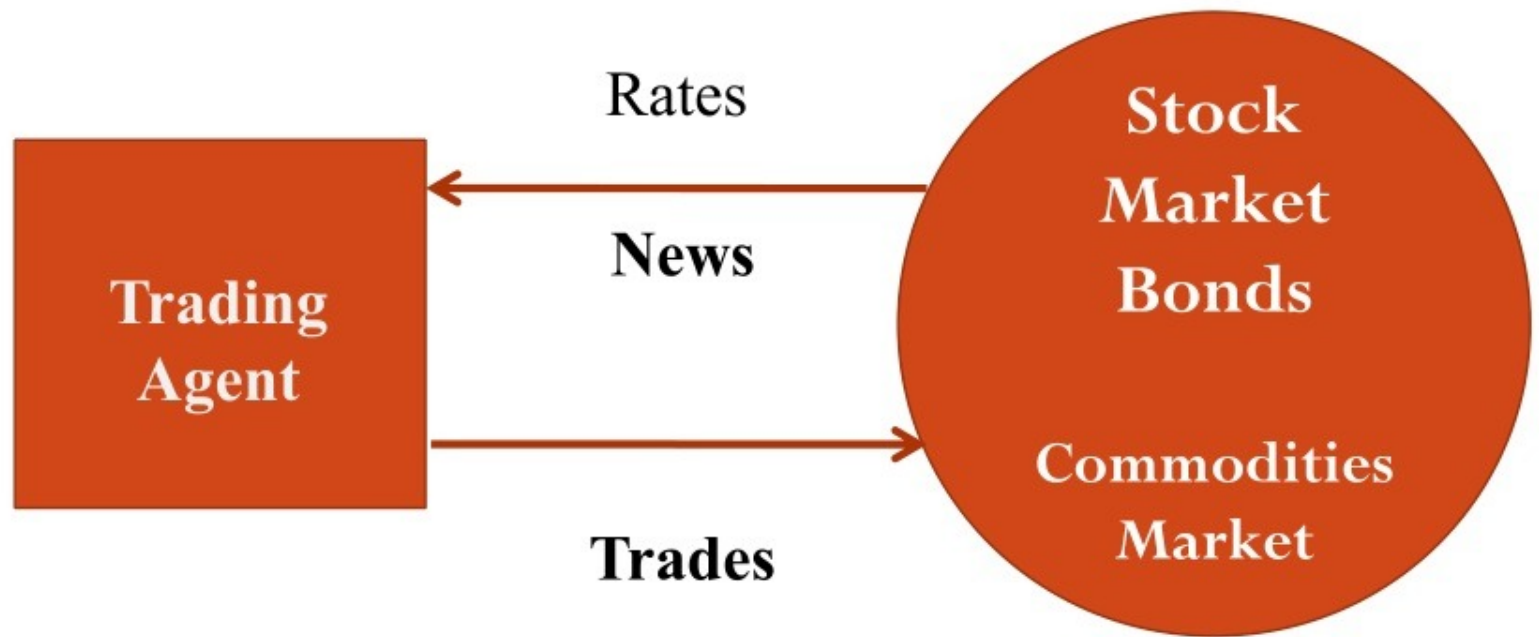 Trading
Agent
Rates
News
Trades
Stock
Market
Bonds
Commodities
Market